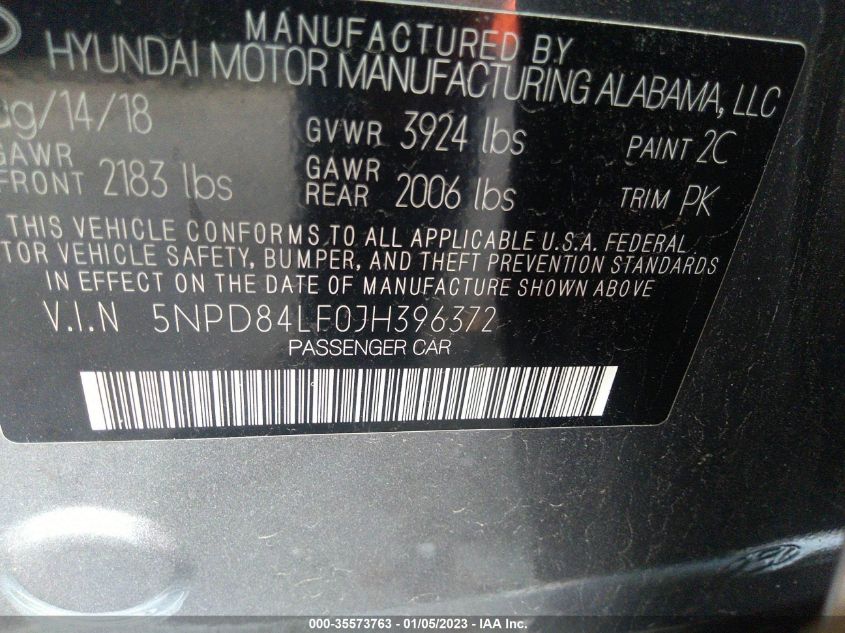 MANUFACTURED BY
HYUNDAI MOTOR MANUFACTURING ALABAMA, LLC
/14/18 GVWR 3924 lbs PAINT 2C
GAWR FRONT 2183 lbs GAWR REAR 2006 lbs TRIM PK
THIS VEHICLE CONFORMS TO ALL APPLICABLE U.S.A. FEDERAL
TOR VEHICLE SAFETY, BUMPER, AND THEFT PREVENTION STANDARDS
IN EFFECT ON THE DATE OF MANUFACTURE SHOWN ABOVE
V.I.N 5NPD84LF0JH396372
PASSENGER CAR
000-35573763 - 01/05/2023 - IAA Inc.